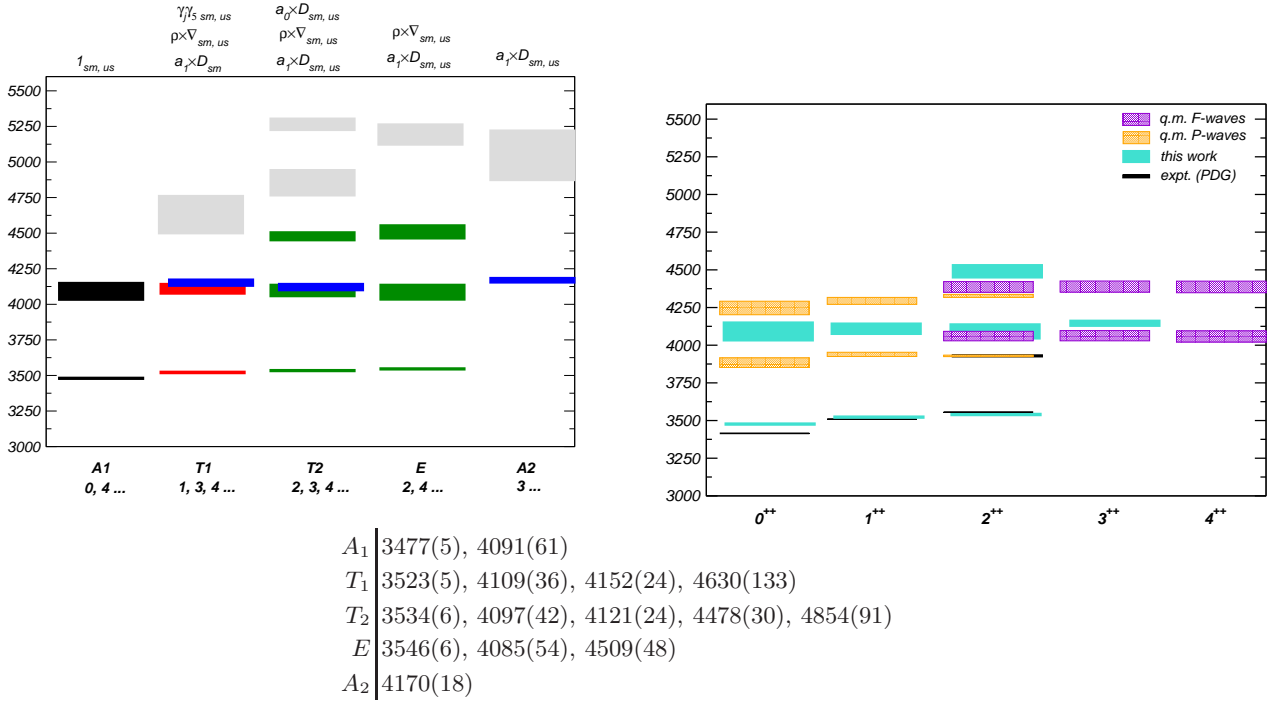 γjγ5 sm, us
ρ×∇sm, us
a1×Dsm
a0×Dsm, us
ρ×∇sm, us
a1×Dsm, us
ρ×∇sm, us
a1×Dsm, us
1sm, us
a1×Dsm, us
5500
5250
5000
4750
4500
4250
4000
3750
3500
3250
3000
A1
0, 4 ...
T1
1, 3, 4 ...
T2
2, 3, 4 ...
E
2, 4 ...
A2
3 ...
5500
5250
5000
4750
4500
4250
4000
3750
3500
3250
3000
q.m. F-waves
q.m. P-waves
this work
expt. (PDG)
0++
1++
2++
3++
4++
A1 3477(5), 4091(61)
T1 3523(5), 4109(36), 4152(24), 4630(133)
T2 3534(6), 4097(42), 4121(24), 4478(30), 4854(91)
E 3546(6), 4085(54), 4509(48)
A2 4170(18)